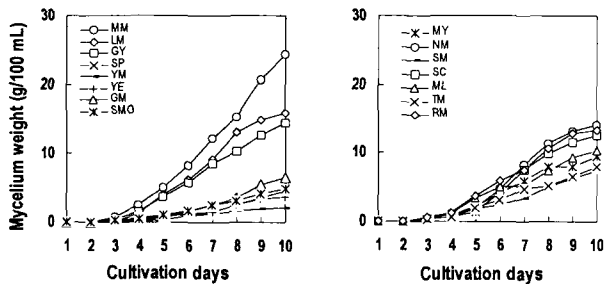 Mycelium weight (g/100 mL)
30
20
10
0
MM
LM
GY
SP
YM
YE
GM
SMO
1 2 3 4 5 6 7 8 9 10
Cultivation days
30
20
10
0
MY
NM
SM
SC
ML
TM
RM
1 2 3 4 5 6 7 8 9 10
Cultivation days